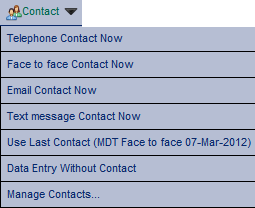 Contact
Telephone Contact Now
Face to face Contact Now
Email Contact Now
Text message Contact Now
Use Last Contact (MDT Face to face 07-Mar-2012)
Data Entry Without Contact
Manage Contacts...